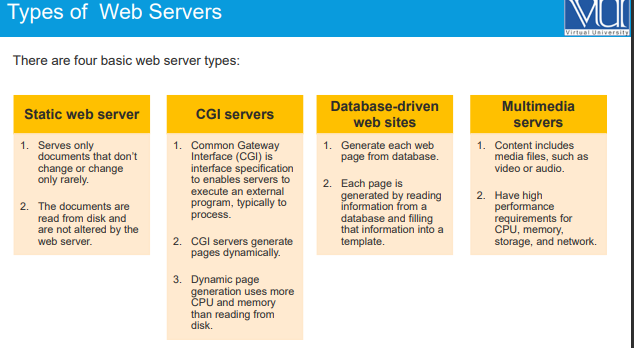 Types of Web Servers
VU
Virtual University
There are four basic web server types:
Static web server
1. Serves only
documents that don't
change or change
only rarely.
2. The documents are
read from disk and
are not altered by the
web server.
CGI servers
1. Common Gateway
Interface (CGI) is
interface specification
to enables servers to
execute an external
program, typically to
process.
2. CGI servers generate
pages dynamically.
3. Dynamic page
generation uses more
CPU and memory
than reading from
disk.
Database-driven
web sites
1. Generate each web
page from database.
2. Each page is
generated by reading
information from a
database and filling
that information into a
template.
Multimedia
servers
1. Content includes
media files, such as
video or audio.
2. Have high
performance
requirements for
CPU, memory,
storage, and network.